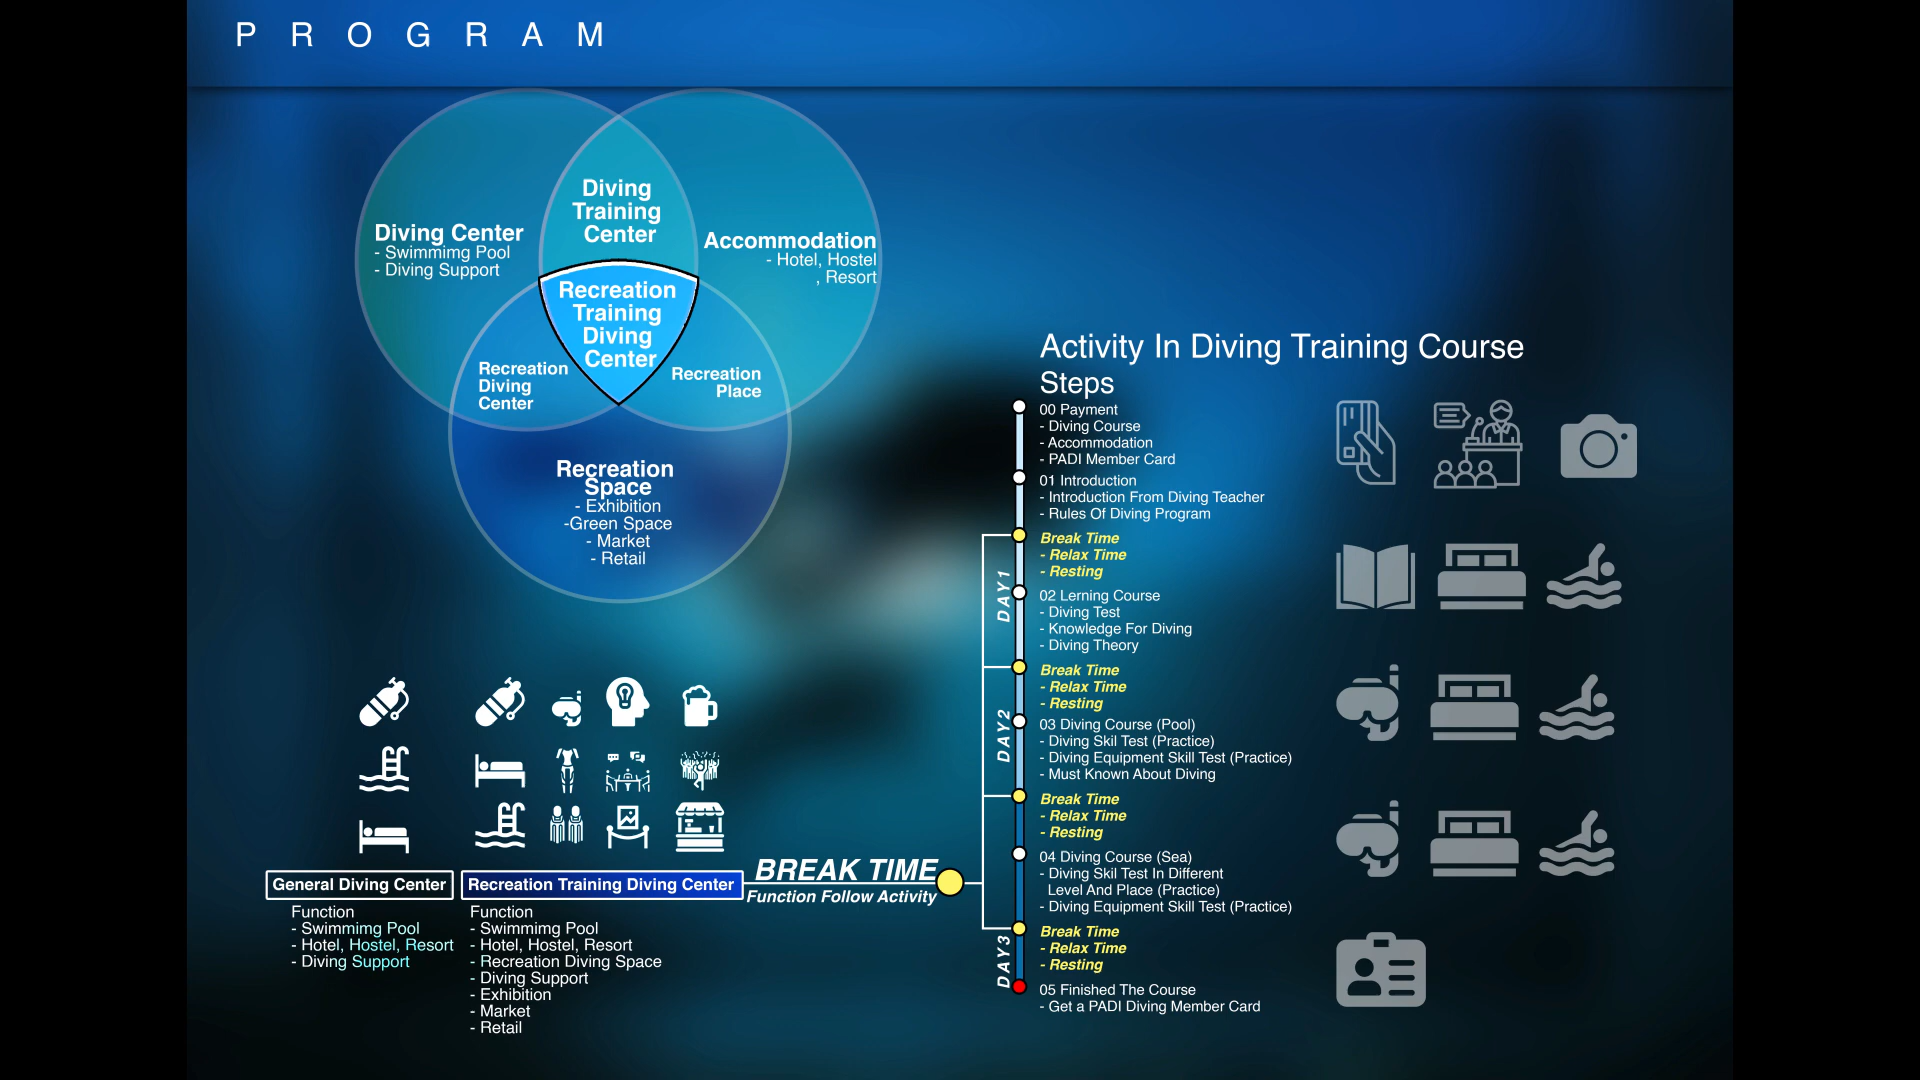 PROGRAM
Diving
Training
Center
Diving Center
- Swimmimg Pool
- Diving Support
Accommodation
- Hotel, Hostel
, Resort
Recreation
Training
Diving
Center
Recreation
Diving
Center
Recreation
Place
Recreation
Space
- Exhibition
-Green Space
- Market
- Retail
Activity In Diving Training Course
Steps
00 Payment
- Diving Course
- Accommodation
- PADI Member Card
01 Introduction
- Introduction From Diving Teacher
- Rules Of Diving Program
Break Time
- Relax Time
- Resting
DAY1
02 Lerning Course
- Diving Test
- Knowledge For Diving
- Diving Theory
Break Time
- Relax Time
- Resting
DAY2
03 Diving Course (Pool)
- Diving Skil Test (Practice)
- Diving Equipment Skill Test (Practice)
- Must Known About Diving
Break Time
- Relax Time
- Resting
04 Diving Course (Sea)
- Diving Skil Test In Different
Level And Place (Practice)
- Diving Equipment Skill Test (Practice)
Break Time
- Relax Time
- Resting
DAY3
05 Finished The Course
- Get a PADI Diving Member Card
BREAK TIME
Function Follow Activity
General Diving Center
Function
- Swimmimg Pool
- Hotel, Hostel, Resort
- Diving Support
Recreation Training Diving Center
Function
- Swimmimg Pool
- Hotel, Hostel, Resort
- Recreation Diving Space
- Diving Support
- Exhibition
- Market
- Retail